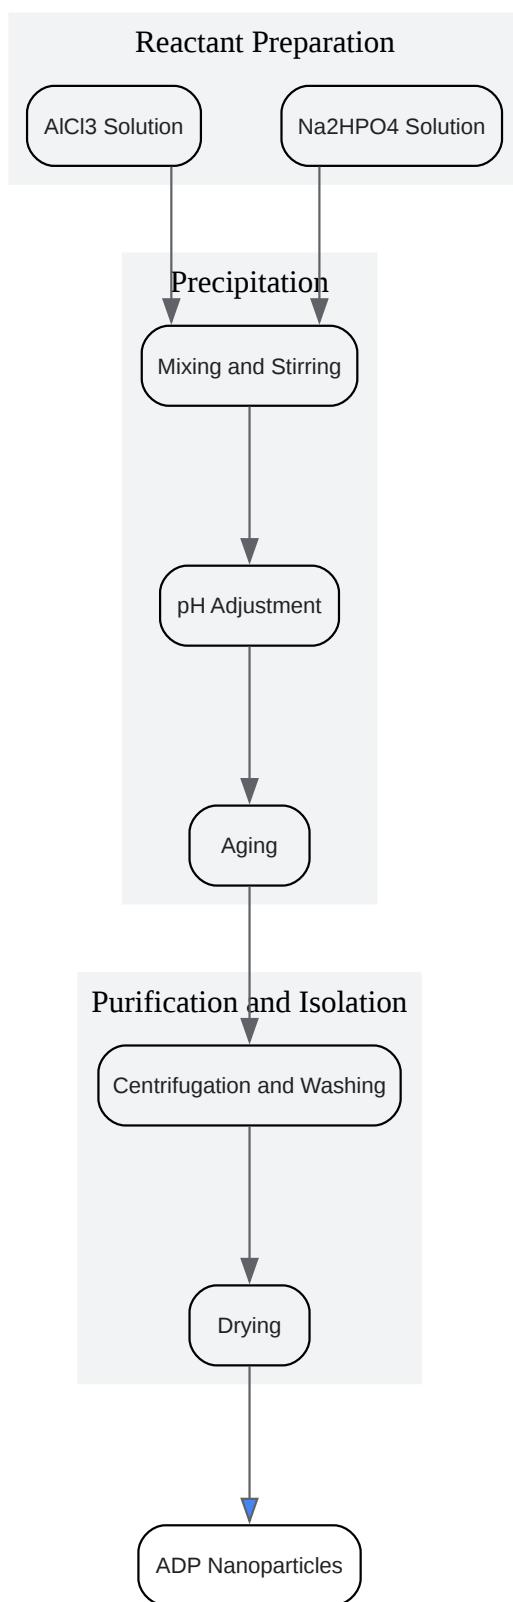 Reactant Preparation
AlCl3 Solution
Na2HPO4 Solution
Precipitation
Mixing and Stirring
pH Adjustment
Aging
Purification and Isolation
Centrifugation and Washing
Drying
ADP Nanoparticles